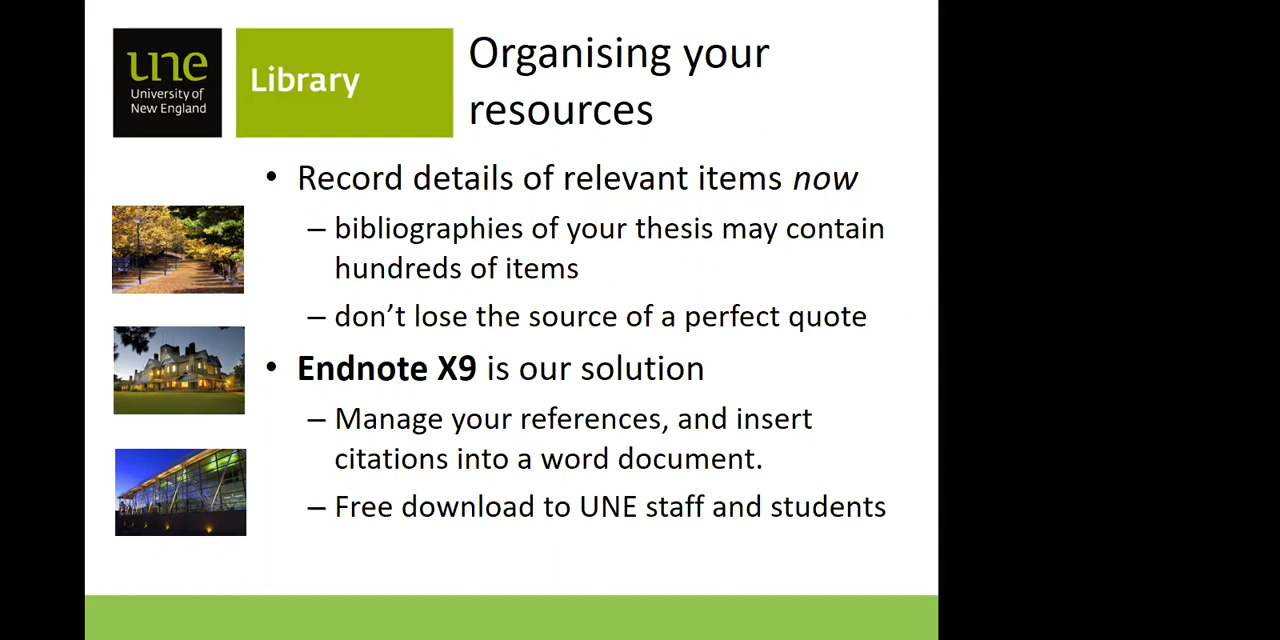 une
University of
New England
Library
Organising your
resources
• Record details of relevant items now
– bibliographies of your thesis may contain
hundreds of items
– don’t lose the source of a perfect quote
• Endnote X9 is our solution
– Manage your references, and insert
citations into a word document.
– Free download to UNE staff and students